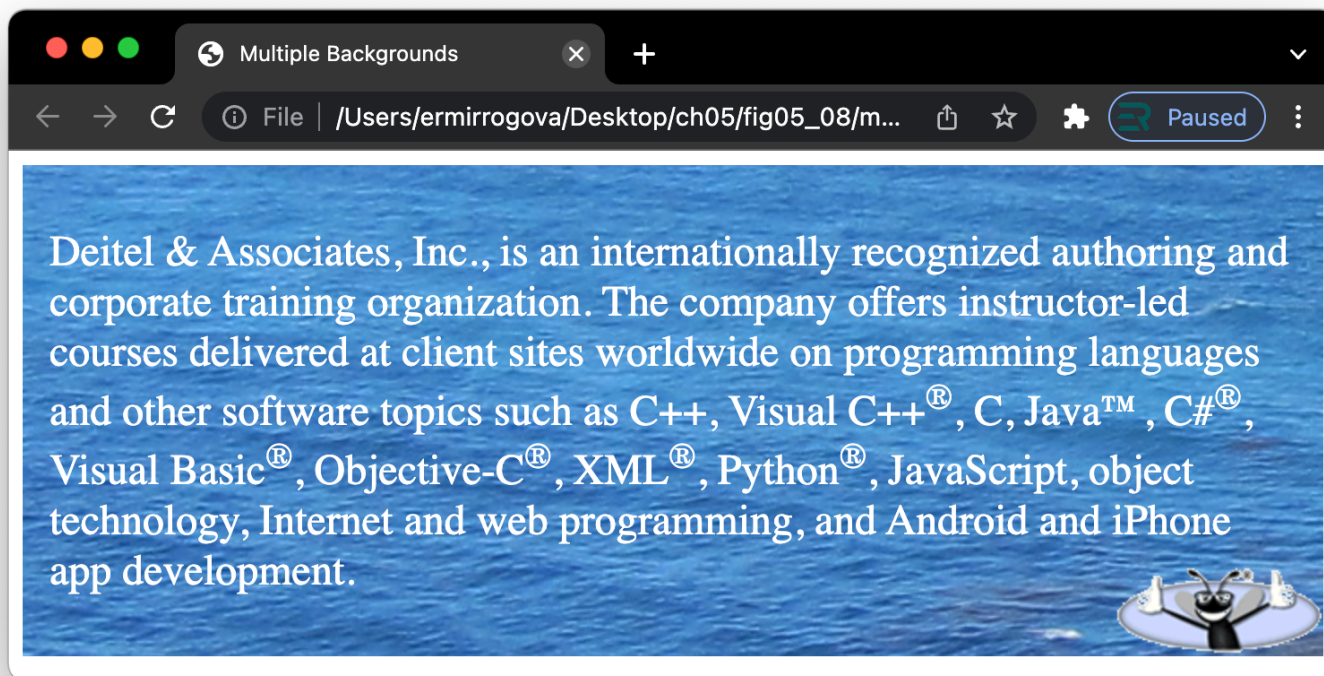 Multiple Backgrounds
File /Users/ermirrogova/Desktop/ch05/fig05_08/m...
ER Paused
Deitel & Associates, Inc., is an internationally recognized authoring and
corporate training organization. The company offers instructor-led
courses delivered at client sites worldwide on programming languages
and other software topics such as C++, Visual C++®, C, Java™ , C#®,
Visual Basic®, Objective-C®, XML®, Python®, JavaScript, object
technology, Internet and web programming, and Android and iPhone
app development.